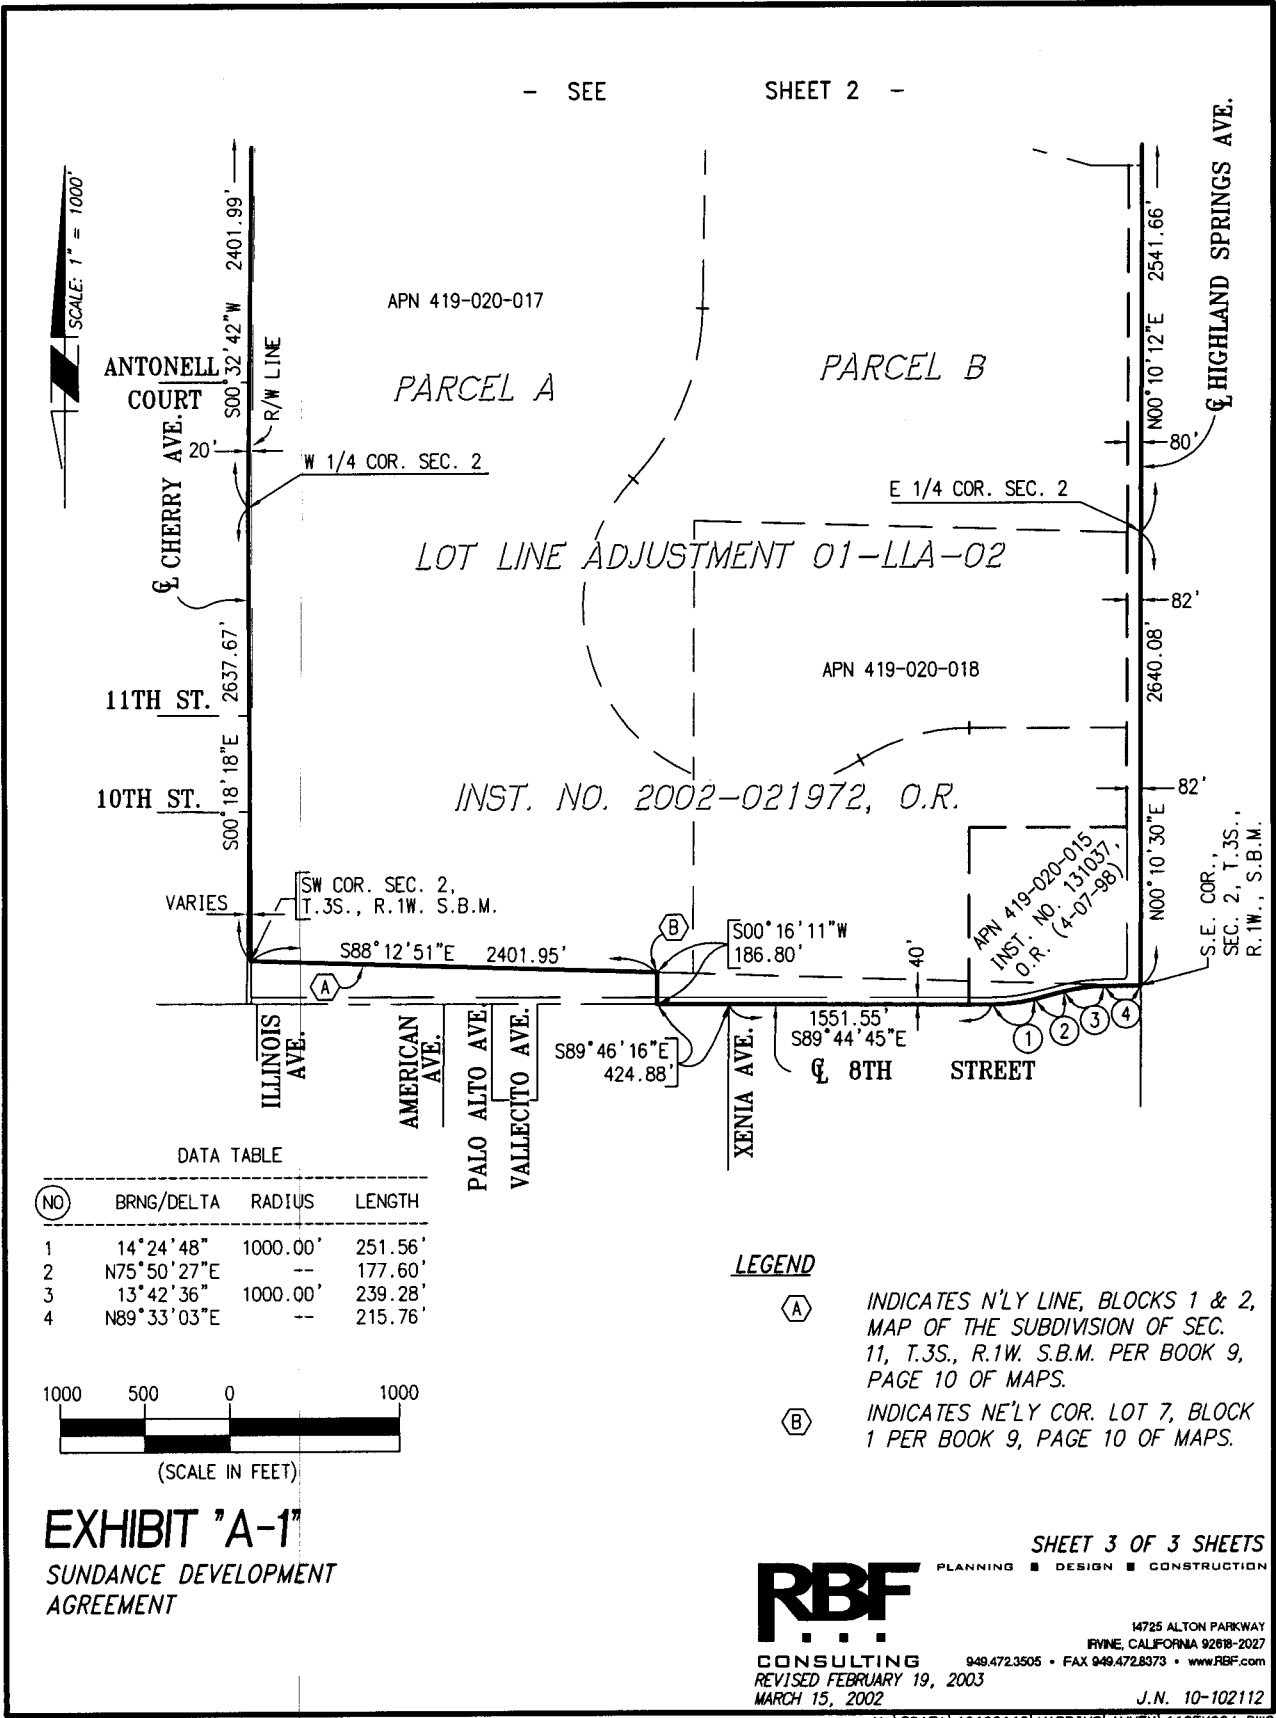 - SEE SHEET 2 -
SCALE: 1" = 1000'
2401.99'
S00°32'42"W
R/W LINE
ANTONELL
COURT
20'
℄ CHERRY AVE.
W 1/4 COR. SEC. 2
APN 419-020-017
PARCEL A
PARCEL B
2541.66'
N00°10'12"E
℄ HIGHLAND SPRINGS AVE.
80'
E 1/4 COR. SEC. 2
LOT LINE ADJUSTMENT 01-LLA-02
82'
2637.67'
S00°18'18"E
11TH ST.
10TH ST.
APN 419-020-018
2640.08'
N00°10'30"E
INST. NO. 2002-021972, O.R.
82'
APN 419-020-015
INST. NO. 131037,
O.R. (4-07-98)
S.E. COR.,
SEC. 2, T.3S.,
R.1W., S.B.M.
VARIES
SW COR. SEC. 2,
T.3S., R.1W. S.B.M.
S88°12'51"E 2401.95'
A
B
S00°16'11"W
186.80'
40'
ILLINOIS
AVE.
AMERICAN
AVE.
PALO ALTO AVE.
VALLECITO AVE.
S89°46'16"E
424.88'
XENIA AVE.
1551.55'
S89°44'45"E
℄ 8TH STREET
1
2
3
4
DATA TABLE
NO BRNG/DELTA RADIUS LENGTH
1 14°24'48" 1000.00' 251.56'
2 N75°50'27"E -- 177.60'
3 13°42'36" 1000.00' 239.28'
4 N89°33'03"E -- 215.76'
1000 500 0 1000
(SCALE IN FEET)
LEGEND
A INDICATES N'LY LINE, BLOCKS 1 & 2,
MAP OF THE SUBDIVISION OF SEC.
11, T.3S., R.1W. S.B.M. PER BOOK 9,
PAGE 10 OF MAPS.
B INDICATES NE'LY COR. LOT 7, BLOCK
1 PER BOOK 9, PAGE 10 OF MAPS.
EXHIBIT "A-1"
SUNDANCE DEVELOPMENT
AGREEMENT
SHEET 3 OF 3 SHEETS
PLANNING ■ DESIGN ■ CONSTRUCTION
RBF
CONSULTING
14725 ALTON PARKWAY
IRVINE, CALIFORNIA 92618-2027
949.472.3505 • FAX 949.472.8373 • www.RBF.com
REVISED FEBRUARY 19, 2003
MARCH 15, 2002
J.N. 10-102112